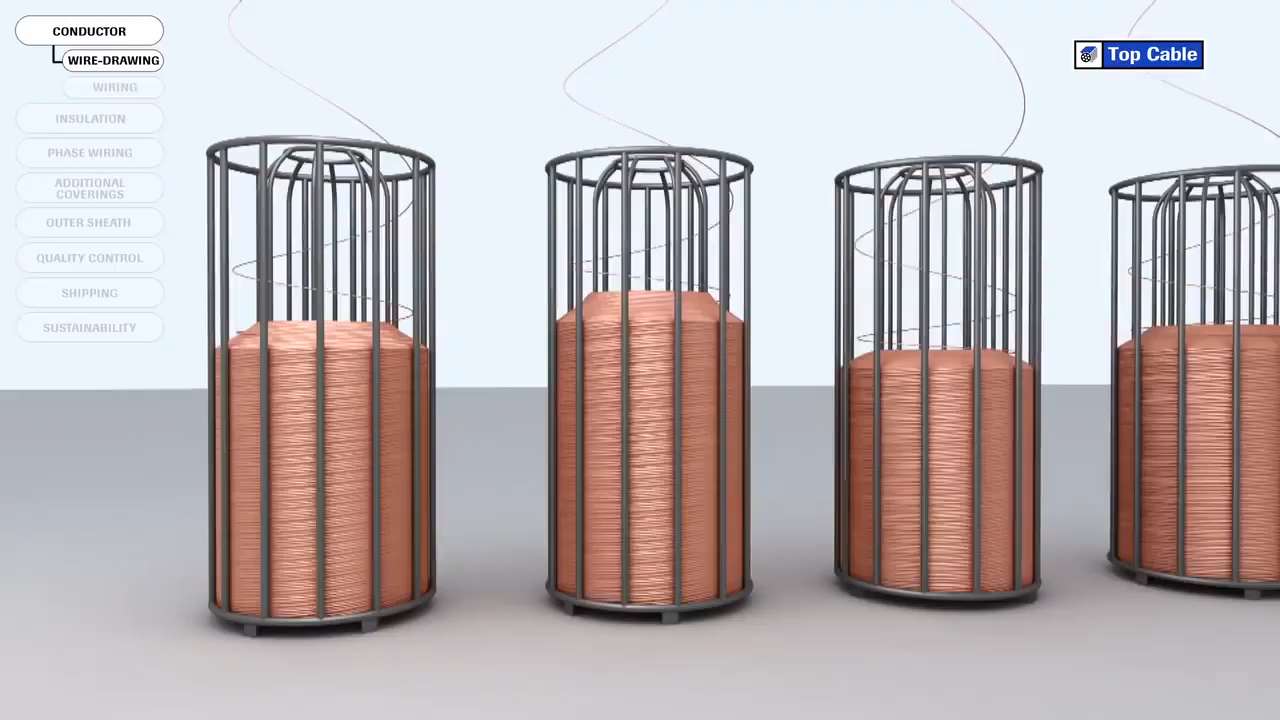 CONDUCTOR
WIRE-DRAWING
WIRING
INSULATION
PHASE WIRING
ADDITIONAL
COVERINGS
OUTER SHEATH
QUALITY CONTROL
SHIPPING
SUSTAINABILITY
Top Cable